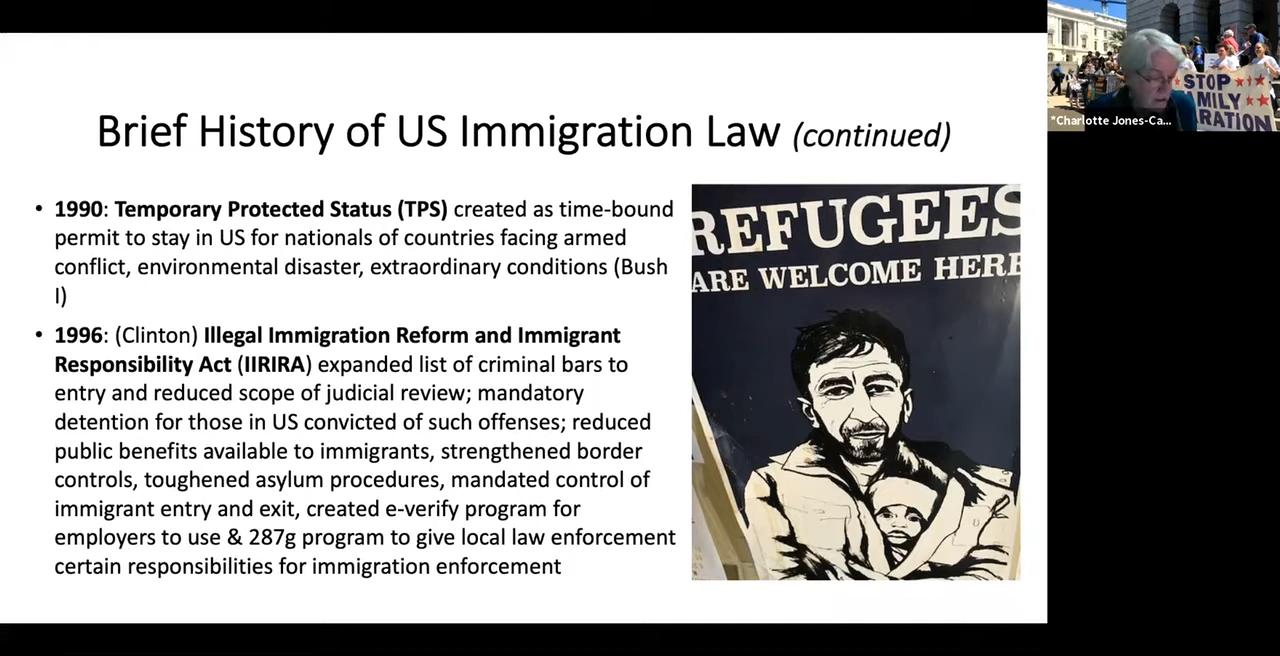 Brief History of US Immigration Law (continued)
• 1990: Temporary Protected Status (TPS) created as time-bound
permit to stay in US for nationals of countries facing armed
conflict, environmental disaster, extraordinary conditions (Bush
I)
• 1996: (Clinton) Illegal Immigration Reform and Immigrant
Responsibility Act (IIRIRA) expanded list of criminal bars to
entry and reduced scope of judicial review; mandatory
detention for those in US convicted of such offenses; reduced
public benefits available to immigrants, strengthened border
controls, toughened asylum procedures, mandated control of
immigrant entry and exit, created e-verify program for
employers to use & 287g program to give local law enforcement
certain responsibilities for immigration enforcement
REFUGEES
ARE WELCOME HERE
STOP
AMILY
RATION
*Charlotte Jones-Ca...